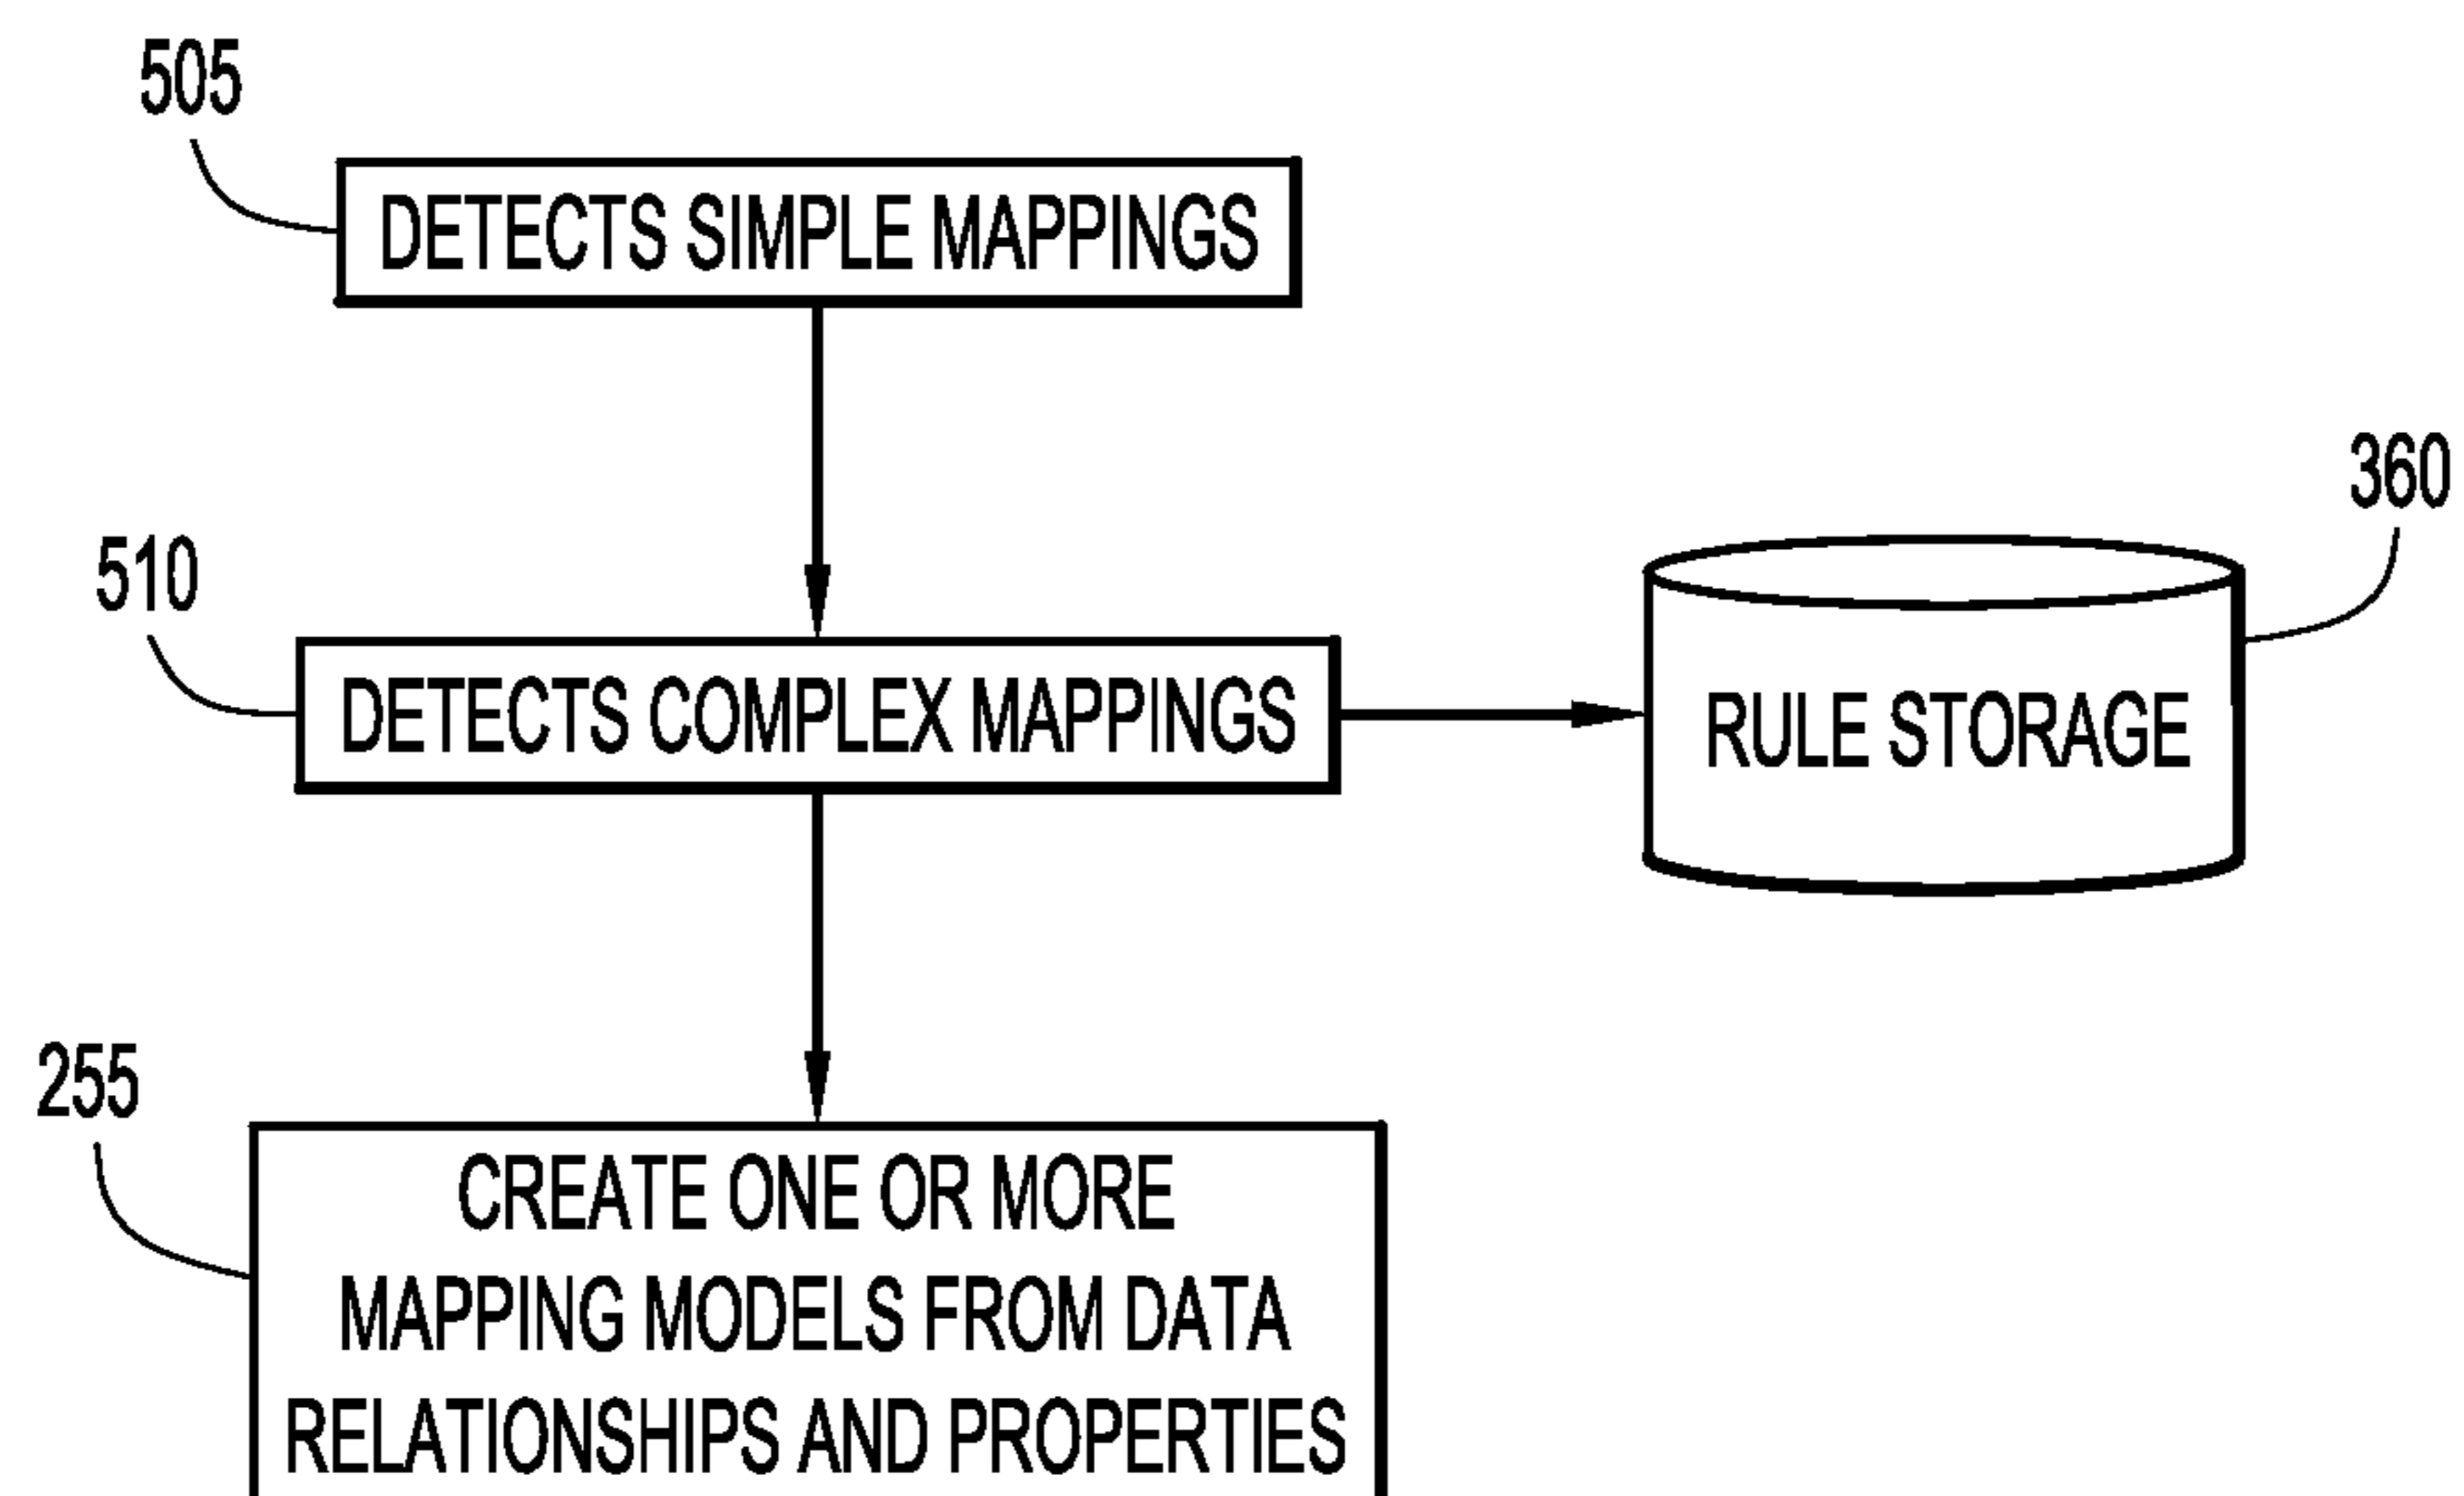 505
DETECTS SIMPLE MAPPINGS
360
510
DETECTS COMPLEX MAPPINGS
RULE STORAGE
255
CREATE ONE OR MORE
MAPPING MODELS FROM DATA
RELATIONSHIPS AND PROPERTIES